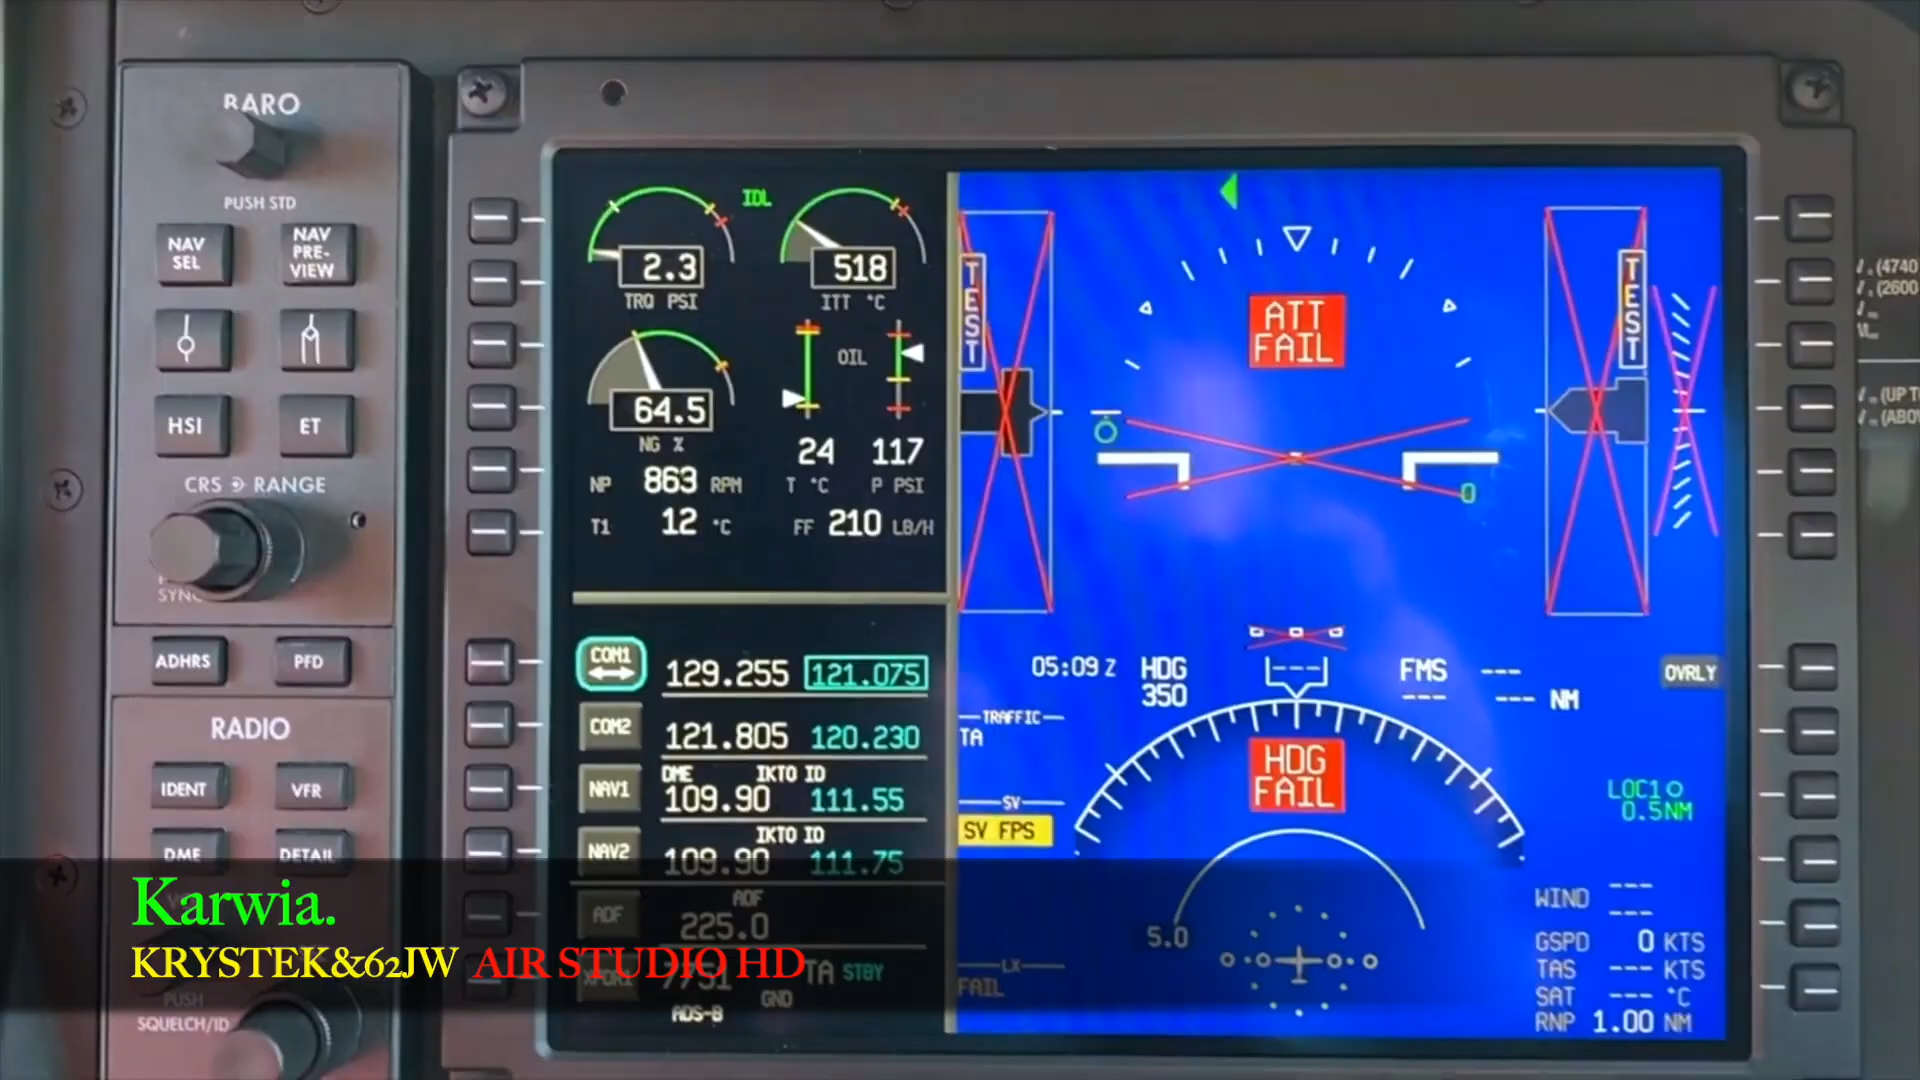 BARO
PUSH STD
NAV SEL
NAV PRE-VIEW
HSI
ET
CRS RANGE
SYNC
ADHRS
PFD
RADIO
IDENT
VFR
DME
DETAIL
PUSH
SQUELCH/ID
IDL
2.3
TRQ PSI
518
ITT °C
64.5
NG %
OIL
24
117
T °C
P PSI
NP 863 RPM
T1 12 °C
FF 210 LB/H
COM1
129.255 121.075
COM2
121.805 120.230
NAV1
DME IKTO ID
109.90 111.55
NAV2
IKTO ID
109.90 111.75
ADF
ADF
225.0
TA STBY
GND
ADS-B
TEST
ATT
FAIL
TEST
05:09 Z
HDG
350
---
FMS ---
--- --- NM
OVRLY
TRAFFIC
TA
HDG
FAIL
SV
SV FPS
LOC1
0.5NM
5.0
LX
FAIL
WIND ---
---
GSPD 0 KTS
TAS --- KTS
SAT --- °C
RNP 1.00 NM
(4740
(2600
(UP T
(ABOV
Karwia.
KRYSTEK&62JW AIR STUDIO HD